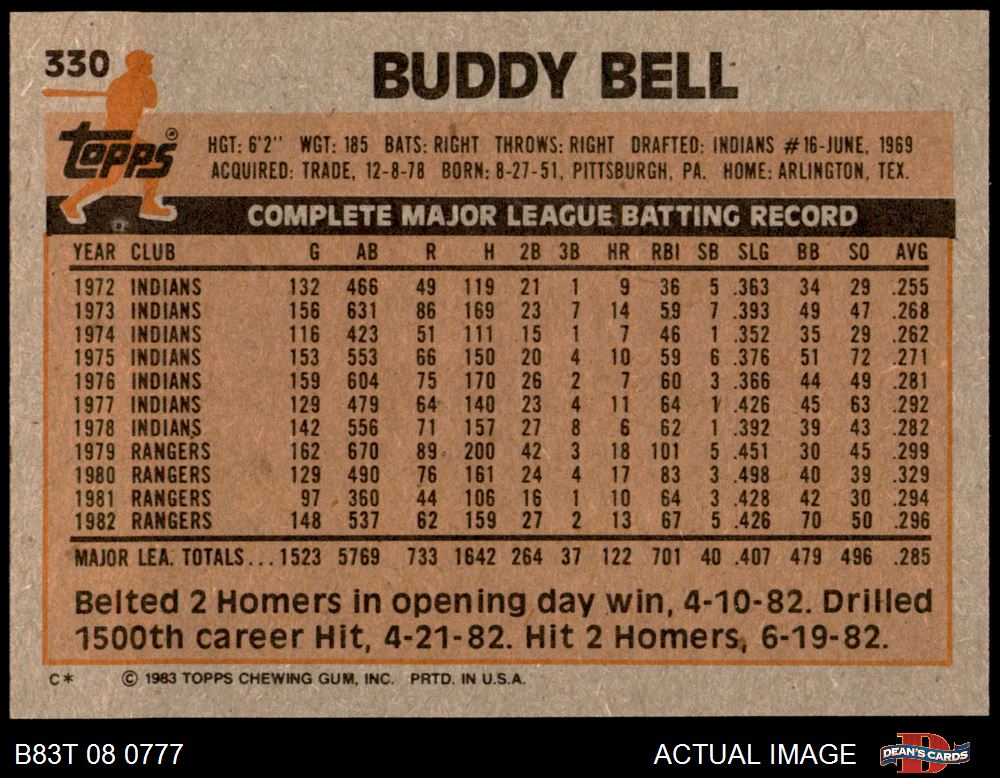 330
BUDDY BELL
Topps ®
HGT: 6'2" WGT: 185 BATS: RIGHT THROWS: RIGHT DRAFTED: INDIANS #16-JUNE, 1969
ACQUIRED: TRADE, 12-8-78 BORN: 8-27-51, PITTSBURGH, PA. HOME: ARLINGTON, TEX.
COMPLETE MAJOR LEAGUE BATTING RECORD
YEAR CLUB G AB R H 2B 3B HR RBI SB SLG BB SO AVG
1972 INDIANS 132 466 49 119 21 1 9 36 5 .363 34 29 .255
1973 INDIANS 156 631 86 169 23 7 14 59 7 .393 49 47 .268
1974 INDIANS 116 423 51 111 15 1 7 46 1 .352 35 29 .262
1975 INDIANS 153 553 66 150 20 4 10 59 6 .376 51 72 .271
1976 INDIANS 159 604 75 170 26 2 7 60 3 .366 44 49 .281
1977 INDIANS 129 479 64 140 23 4 11 64 1 .426 45 63 .292
1978 INDIANS 142 556 71 157 27 8 6 62 1 .392 39 43 .282
1979 RANGERS 162 670 89 200 42 3 18 101 5 .451 30 45 .299
1980 RANGERS 129 490 76 161 24 4 17 83 3 .498 40 39 .329
1981 RANGERS 97 360 44 106 16 1 10 64 3 .428 42 30 .294
1982 RANGERS 148 537 62 159 27 2 13 67 5 .426 70 50 .296
MAJOR LEA. TOTALS...1523 5769 733 1642 264 37 122 701 40 .407 479 496 .285
Belted 2 Homers in opening day win, 4-10-82. Drilled
1500th career Hit, 4-21-82. Hit 2 Homers, 6-19-82.
C* © 1983 TOPPS CHEWING GUM, INC. PRTD. IN U.S.A.
B83T 08 0777 ACTUAL IMAGE DEAN'S CARDS